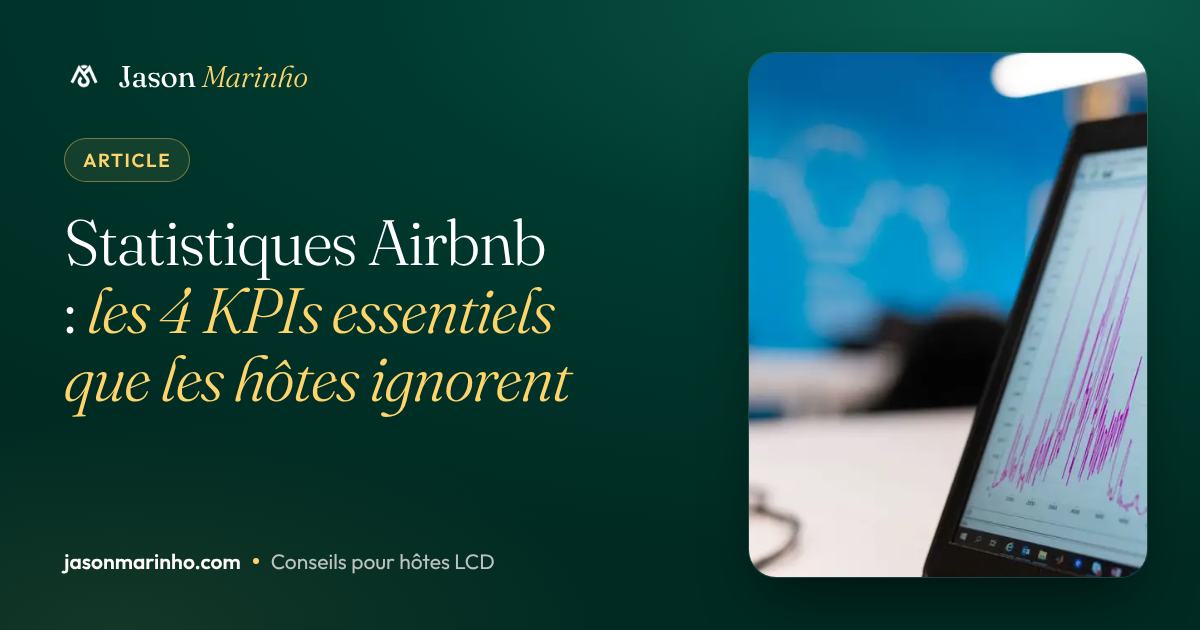 Jason Marinho
ARTICLE
Statistiques Airbnb
: les 4 KPIs essentiels
que les hôtes ignorent
jasonmarinho.com • Conseils pour hôtes LCD